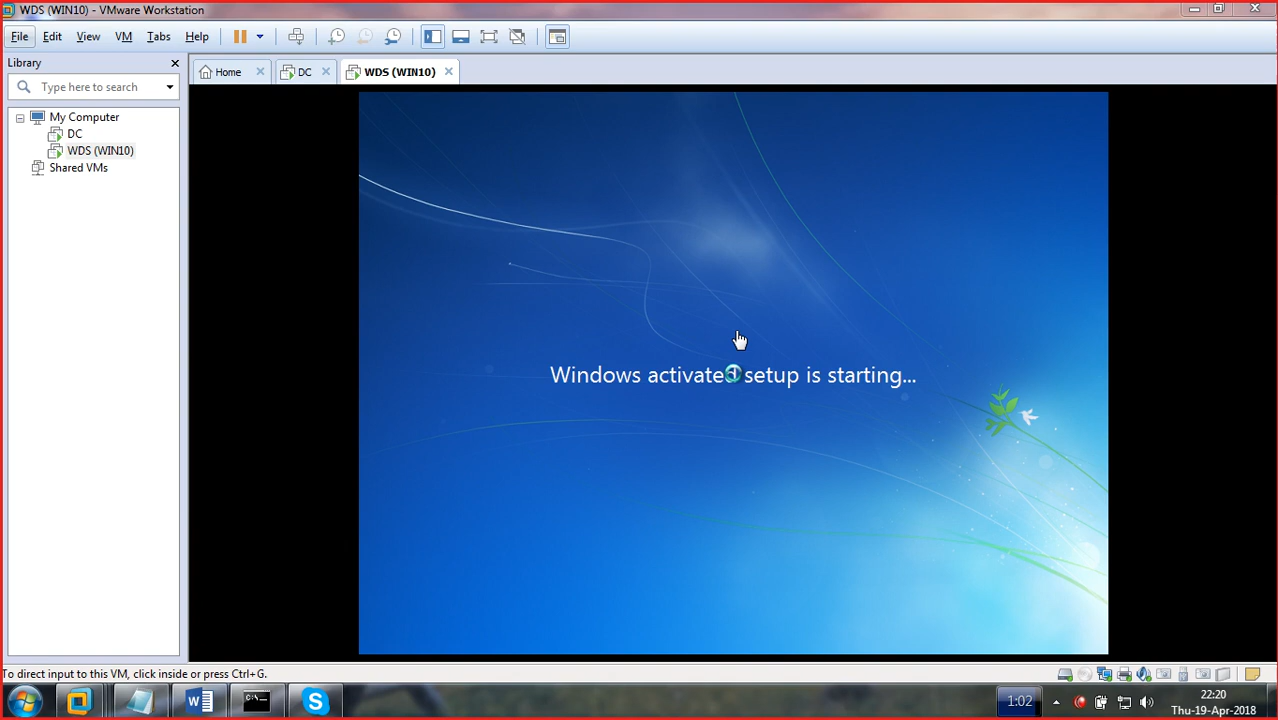 WDS (WIN10) - VMware Workstation
File Edit View VM Tabs Help
Library
Home DC WDS (WIN10)
Type here to search
My Computer
DC
WDS (WIN10)
Shared VMs
Windows activated setup is starting...
To direct input to this VM, click inside or press Ctrl+G.
1:02
22:20
Thu-19-Apr-2018